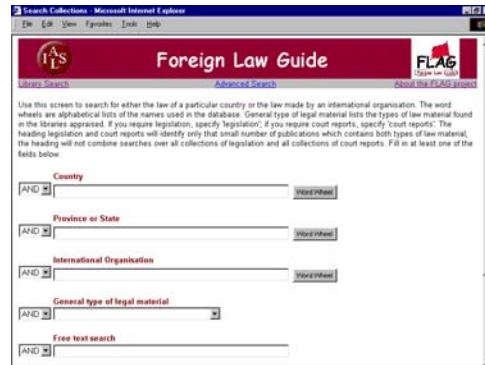 Search Collections - Microsoft Internet Explorer
File Edit View Favorites Tools Help
IALS
Foreign Law Guide
FLAG
Library Search Advanced Search About the FLAG project
Use this screen to search for either the law of a particular country or the law made by an international organisation. The word
wheels are alphabetical lists of the names used in the database. General type of legal material lists the types of law material found
in the libraries appraised. If you require legislation, specify 'legislation'; if you require court reports, specify 'court reports'. The
heading legislation and court reports will identify only that small number of publications which contains both types of law material,
the heading will not combine searches over all collections of legislation and all collections of court reports. Fill in at least one of the
fields below.
Country
AND Word Wheel
Province or State
AND Word Wheel
International Organisation
AND Word Wheel
General type of legal material
AND
Free text search
AND